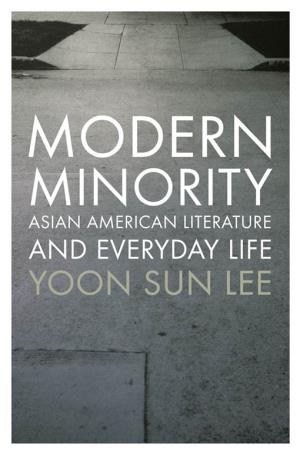 MODERN
MINORITY
ASIAN AMERICAN LITERATURE
AND EVERYDAY LIFE
YOON SUN LEE